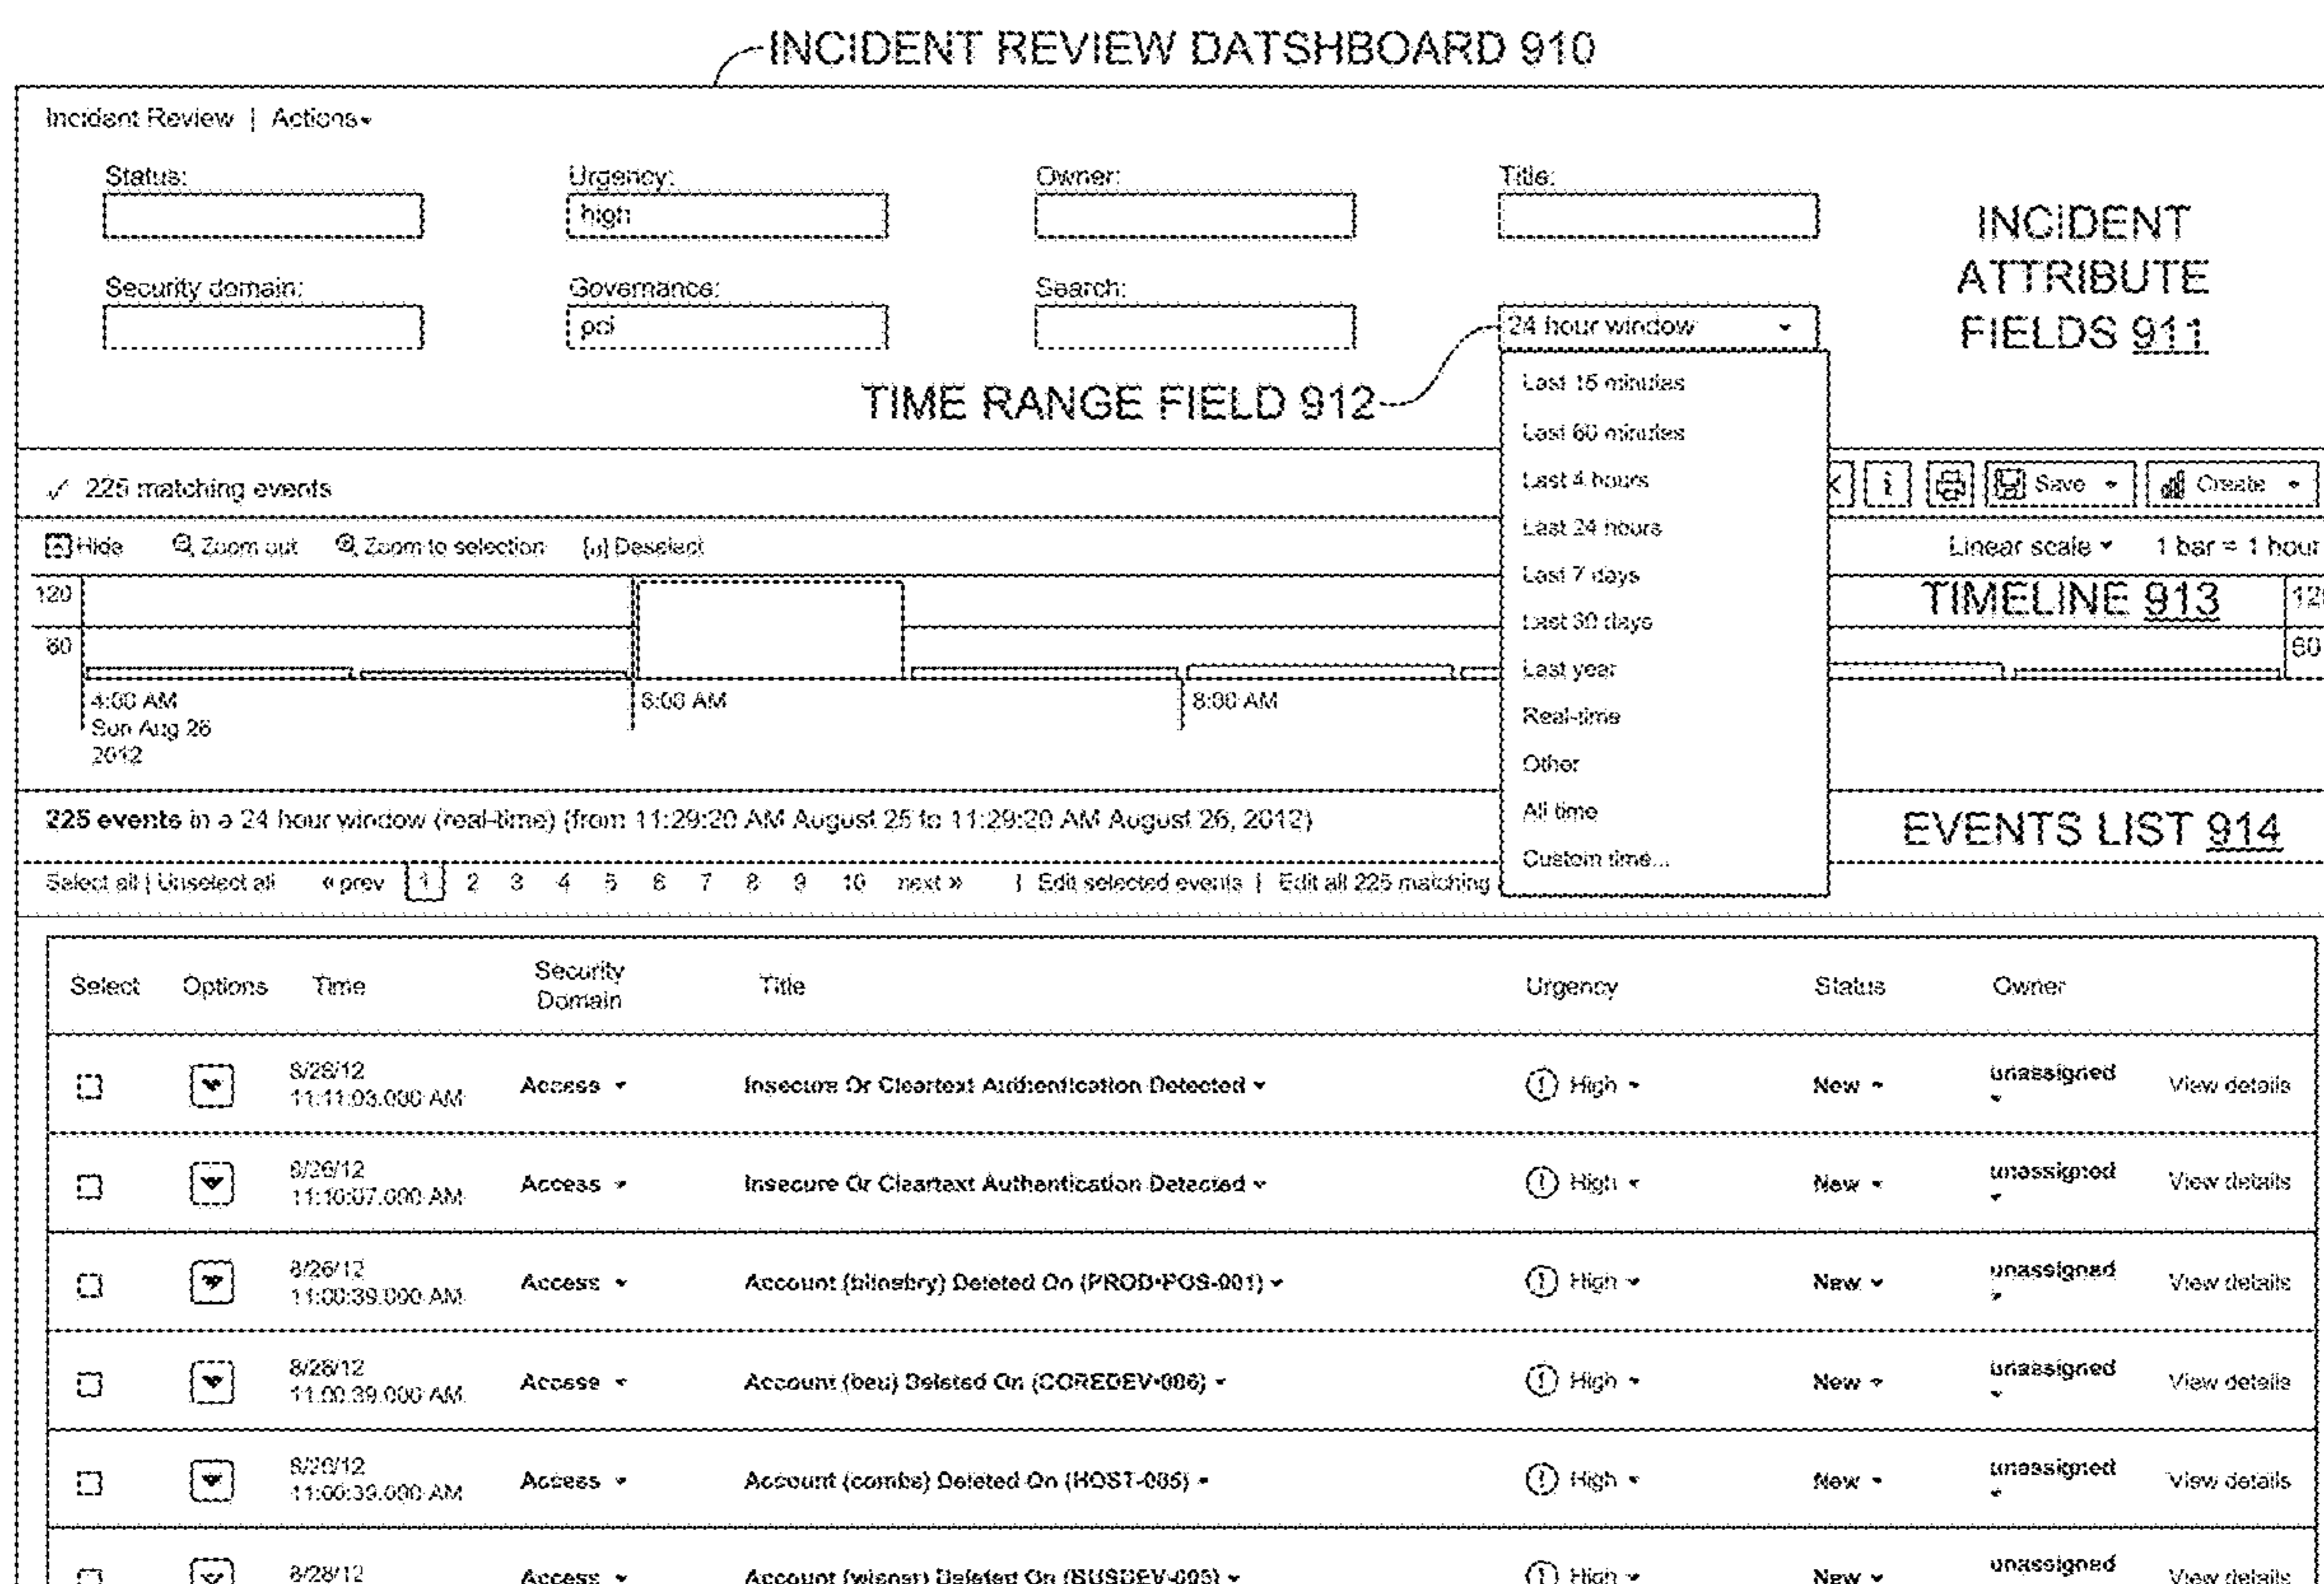 INCIDENT REVIEW DATSHBOARD 910
Incident Review | Actions
Status:
Urgency:
Owner:
Title:
high
INCIDENT
ATTRIBUTE
FIELDS 911
Security domain:
Governance:
Search:
pci
24 hour window
TIME RANGE FIELD 912
Last 15 minutes
Last 60 minutes
Last 4 hours
Last 24 hours
Last 7 days
Last 30 days
Last year
Real-time
Other
All time
Custom time...
✓ 225 matching events
i
Save
Create
Hide
Zoom out
Zoom to selection
Deselect
Linear scale
1 bar = 1 hour
120
60
TIMELINE 913
60
4:00 AM
Sun Aug 26
2012
6:00 AM
8:00 AM
225 events in a 24 hour window (real-time) (from 11:29:20 AM August 25 to 11:29:20 AM August 26, 2012)
EVENTS LIST 914
Select all | Unselect all « prev 1 2 3 4 5 6 7 8 9 10 next » | Edit selected events | Edit all 225 matching
Select Options Time Security Domain Title Urgency Status Owner
8/26/12
11:11:03.000 AM Access Insecure Or Cleartext Authentication Detected High New unassigned View details
8/26/12
11:10:07.000 AM Access Insecure Or Cleartext Authentication Detected High New unassigned View details
8/26/12
11:00:39.000 AM Access Account (blinebry) Deleted On (PROD-POS-001) High New unassigned View details
8/26/12
11:00:39.000 AM Access Account (beu) Deleted On (COREDEV-006) High New unassigned View details
8/26/12
11:00:39.000 AM Access Account (combs) Deleted On (HOST-005) High New unassigned View details
8/26/12
Access Account (wisner) Deleted On (BUSDEV-005) High New unassigned View details